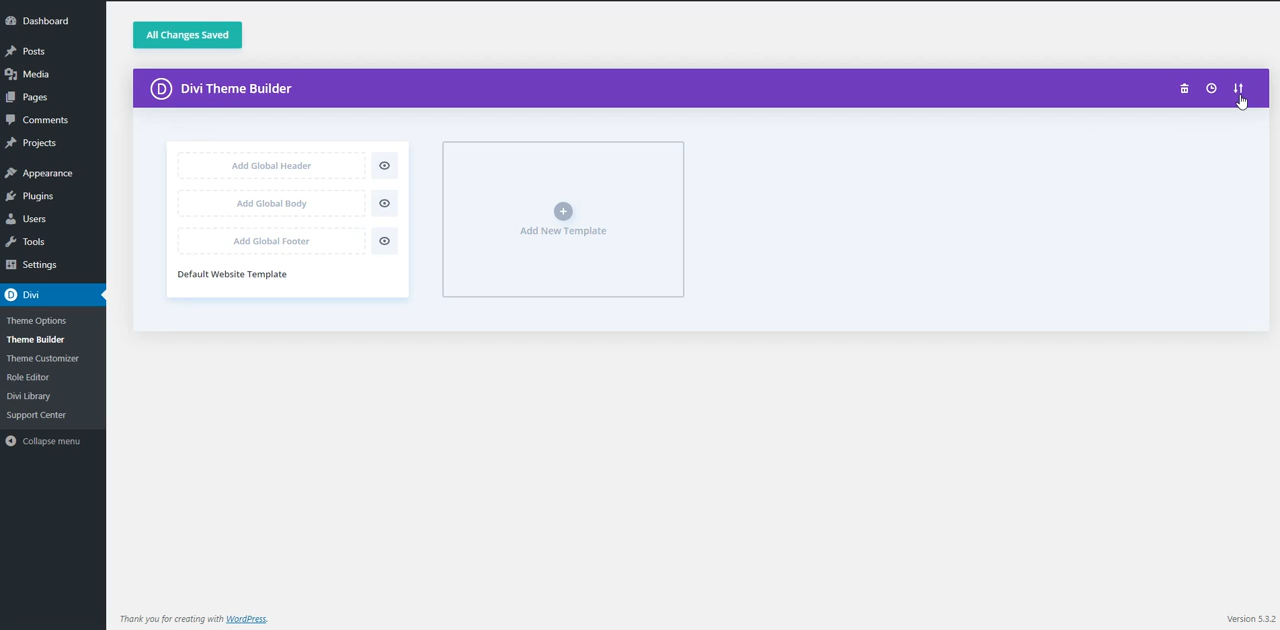 Dashboard
Posts
Media
Pages
Comments
Projects
Appearance
Plugins
Users
Tools
Settings
D Divi
Theme Options
Theme Builder
Theme Customizer
Role Editor
Divi Library
Support Center
Collapse menu
All Changes Saved
D Divi Theme Builder
Add Global Header
Add Global Body
Add Global Footer
Default Website Template
Add New Template
Thank you for creating with WordPress.
Version 5.3.2